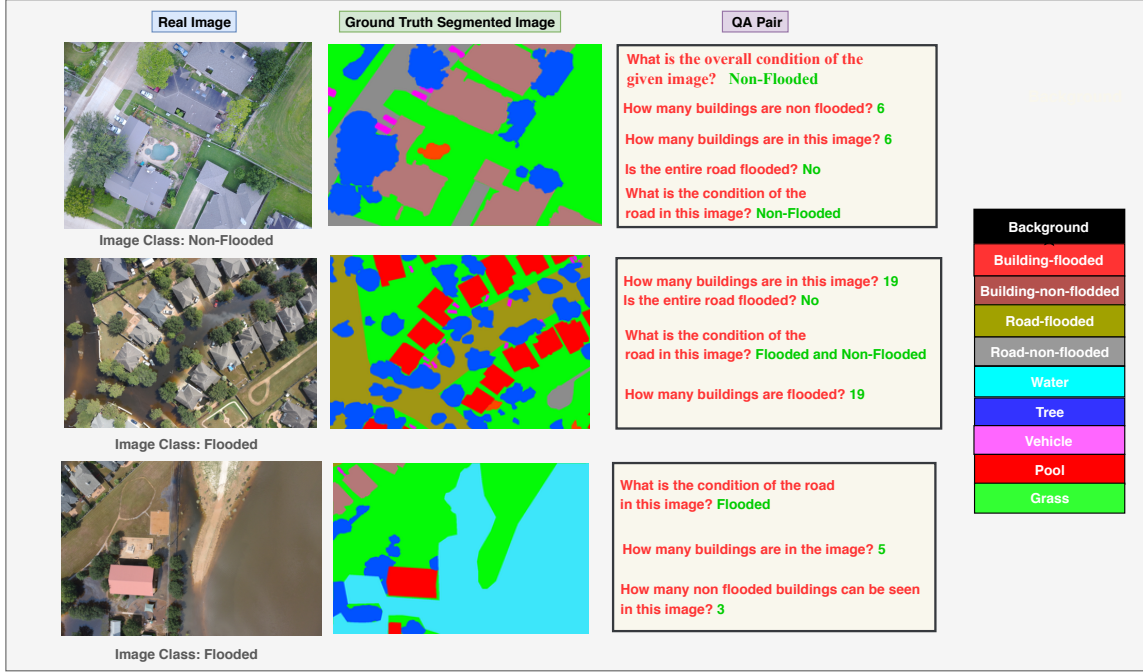 Real Image
Ground Truth Segmented Image
QA Pair
What is the overall condition of the
given image? Non-Flooded
How many buildings are non flooded? 6
How many buildings are in this image? 6
Is the entire road flooded? No
What is the condition of the
road in this image? Non-Flooded
Image Class: Non-Flooded
How many buildings are in this image? 19
Is the entire road flooded? No
What is the condition of the
road in this image? Flooded and Non-Flooded
How many buildings are flooded? 19
Image Class: Flooded
What is the condition of the road
in this image? Flooded
How many buildings are in the image? 5
How many non flooded buildings can be seen
in this image? 3
Image Class: Flooded
Background
Building-flooded
Building-non-flodded
Road-flooded
Road-non-flooded
Water
Tree
Vehicle
Pool
Grass